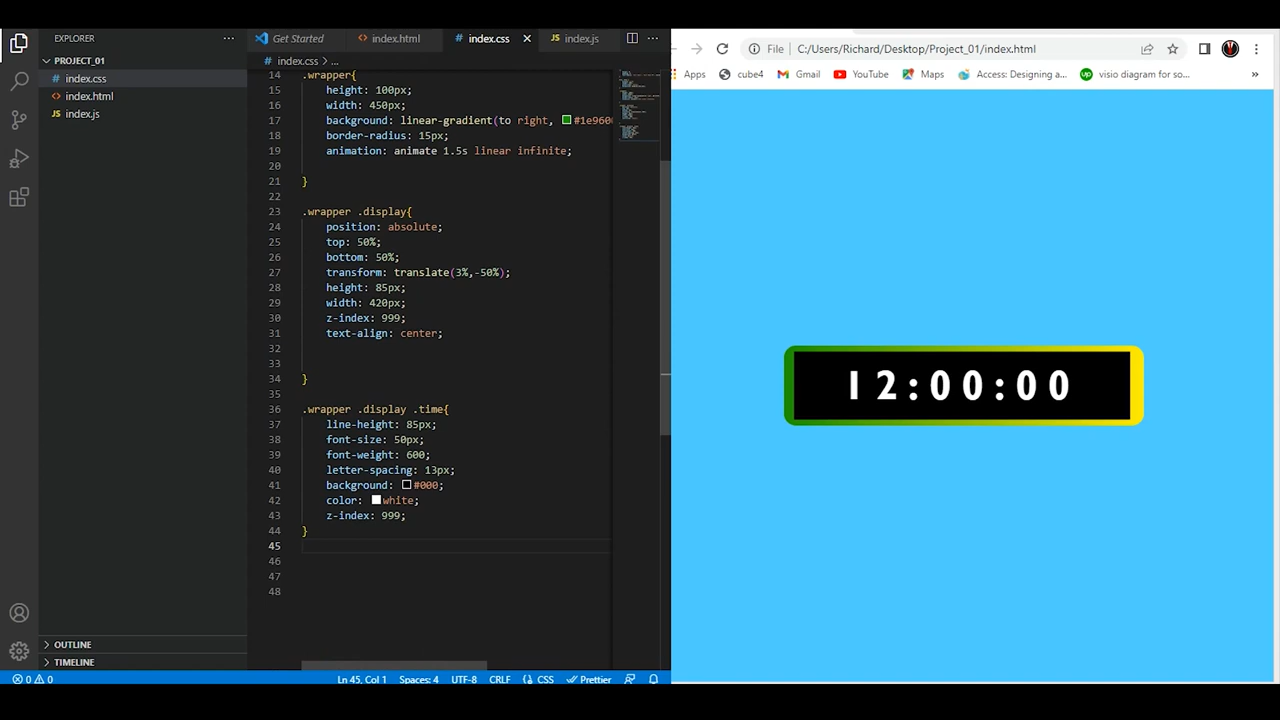 EXPLORER
PROJECT_01
index.css
index.html
index.js
OUTLINE
TIMELINE
Get Started
index.html
index.css
index.js
index.css > ...
14 .wrapper{
15 height: 100px;
16 width: 450px;
17 background: linear-gradient(to right, #1e9600
18 border-radius: 15px;
19 animation: animate 1.5s linear infinite;
20
21 }
22
23 .wrapper .display{
24 position: absolute;
25 top: 50%;
26 bottom: 50%;
27 transform: translate(3%,-50%);
28 height: 85px;
29 width: 420px;
30 z-index: 999;
31 text-align: center;
32
33
34 }
35
36 .wrapper .display .time{
37 line-height: 85px;
38 font-size: 50px;
39 font-weight: 600;
40 letter-spacing: 13px;
41 background: #000;
42 color: white;
43 z-index: 999;
44 }
45
46
47
48
0 0 Ln 45, Col 1 Spaces: 4 UTF-8 CRLF CSS Prettier
File C:/Users/Richard/Desktop/Project_01/index.html
Apps cube4 Gmail YouTube Maps Access: Designing a... visio diagram for so... »
12:00:00